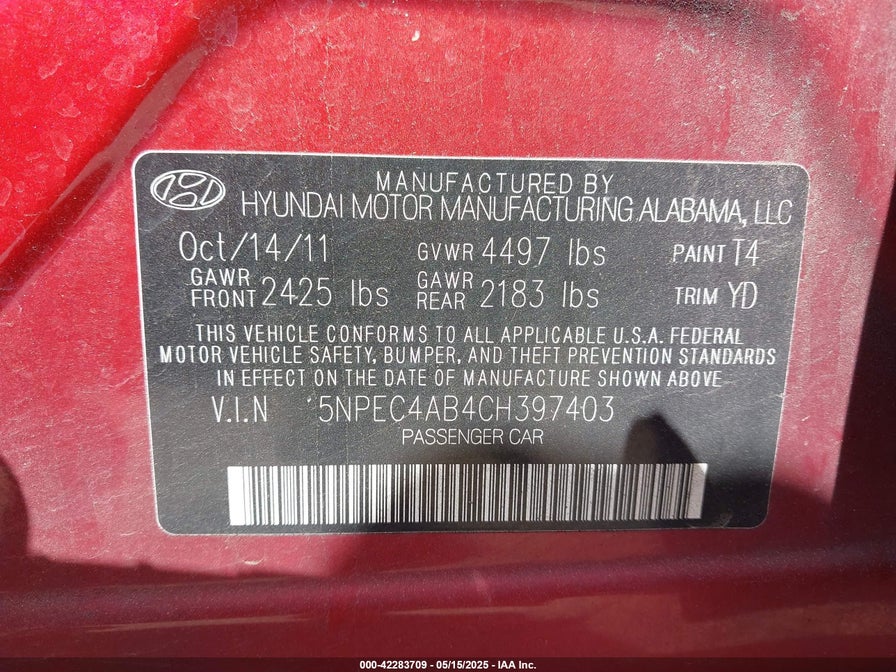 MANUFACTURED BY
HYUNDAI MOTOR MANUFACTURING ALABAMA, LLC
Oct/14/11 GVWR 4497 lbs PAINT T4
GAWR FRONT 2425 lbs GAWR REAR 2183 lbs TRIM YD
THIS VEHICLE CONFORMS TO ALL APPLICABLE U.S.A. FEDERAL
MOTOR VEHICLE SAFETY, BUMPER, AND THEFT PREVENTION STANDARDS
IN EFFECT ON THE DATE OF MANUFACTURE SHOWN ABOVE
V.I.N 5NPEC4AB4CH397403
PASSENGER CAR
000-42283709 - 05/15/2025 - IAA Inc.